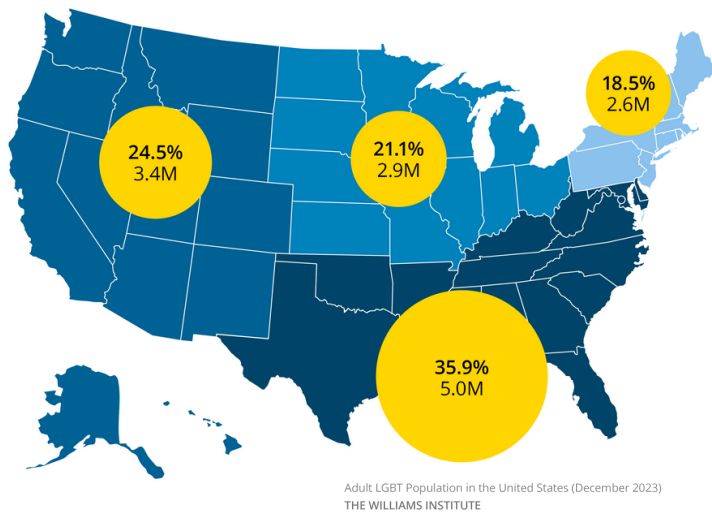 18.5%
2.6M
24.5%
3.4M
21.1%
2.9M
35.9%
5.0M
Adult LGBT Population in the United States (December 2023)
THE WILLIAMS INSTITUTE